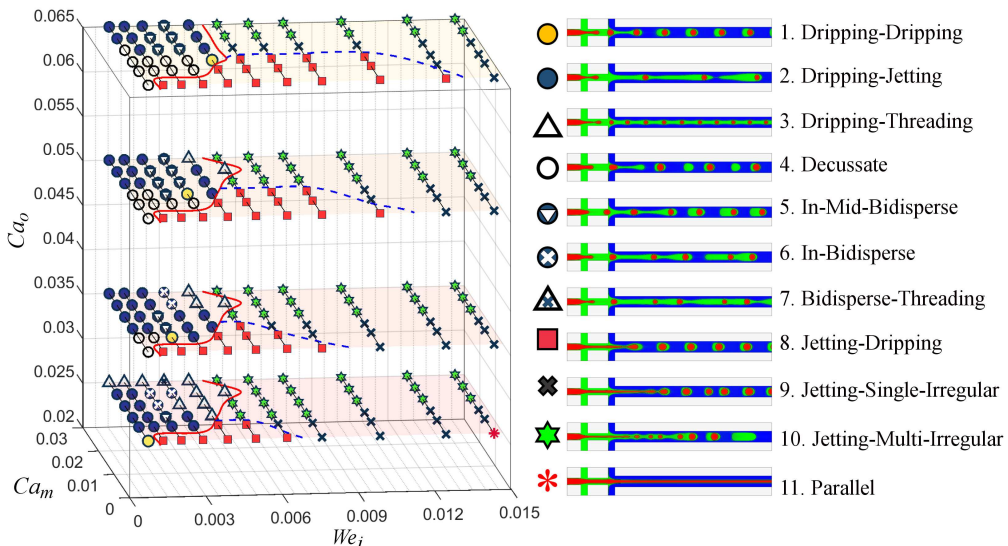 0.065
0.06
0.05
0.045
0.04
0.035
0.03
0.025
0.02
Ca_o
0.03
0.02
0.01
0
Ca_m
0
0.003
0.006
0.009
0.012
0.015
We_i
1. Dripping-Dripping
2. Dripping-Jetting
3. Dripping-Threading
4. Decussate
5. In-Mid-Bidisperse
6. In-Bidisperse
7. Bidisperse-Threading
8. Jetting-Dripping
9. Jetting-Single-Irregular
10. Jetting-Multi-Irregular
11. Parallel